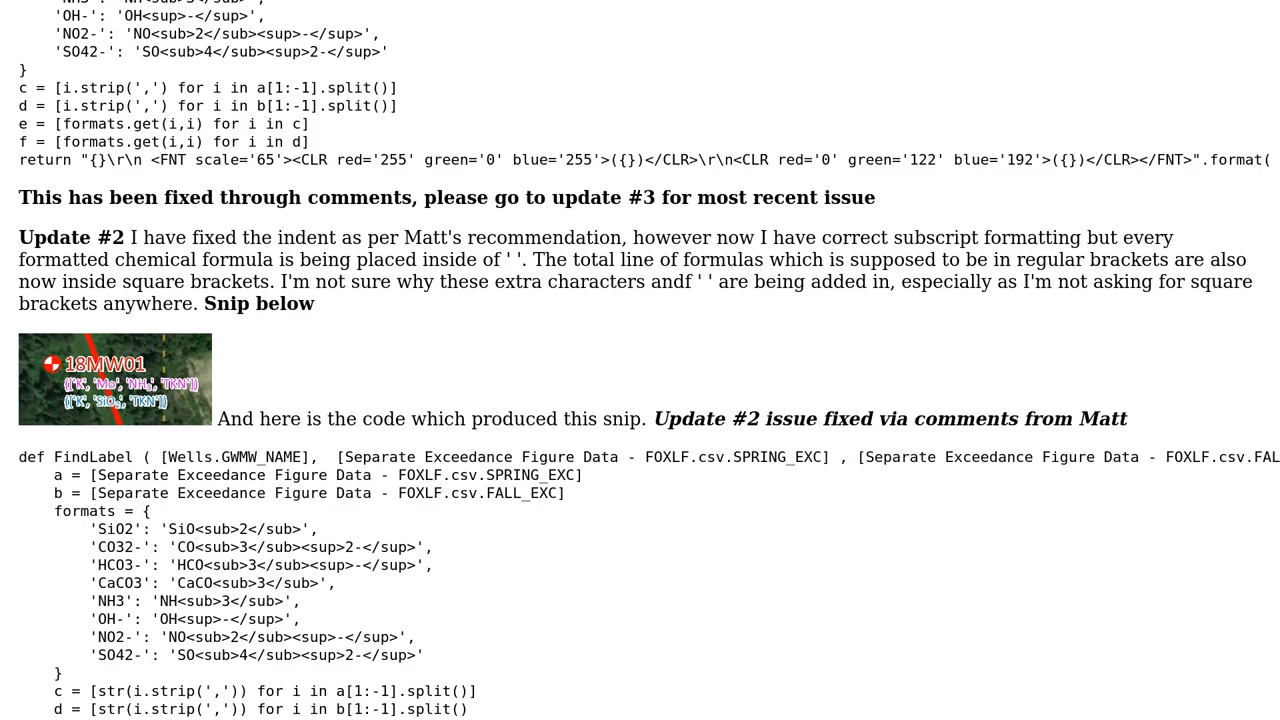 'OH-': 'OH<sup>-</sup>',
'NO2-': 'NO<sub>2</sub><sup>-</sup>',
'SO42-': 'SO<sub>4</sub><sup>2-</sup>'
}
c = [i.strip(',') for i in a[1:-1].split()]
d = [i.strip(',') for i in b[1:-1].split()]
e = [formats.get(i,i) for i in c]
f = [formats.get(i,i) for i in d]
return "{}\r\n <FNT scale='65'><CLR red='255' green='0' blue='255'>({})</CLR>\r\n<CLR red='0' green='122' blue='192'>({})</CLR></FNT>".format(
This has been fixed through comments, please go to update #3 for most recent issue
Update #2 I have fixed the indent as per Matt's recommendation, however now I have correct subscript formatting but every
formatted chemical formula is being placed inside of ' '. The total line of formulas which is supposed to be in regular brackets are also
now inside square brackets. I'm not sure why these extra characters andf ' ' are being added in, especially as I'm not asking for square
brackets anywhere. Snip below
18MW01
(['K', 'Mo', 'NH₃', 'TKN'])
(['K', 'SiO₂', 'TKN'])
And here is the code which produced this snip. Update #2 issue fixed via comments from Matt
def FindLabel ( [Wells.GWMW_NAME],  [Separate Exceedance Figure Data - FOXLF.csv.SPRING_EXC] , [Separate Exceedance Figure Data - FOXLF.csv.FAL
a = [Separate Exceedance Figure Data - FOXLF.csv.SPRING_EXC]
b = [Separate Exceedance Figure Data - FOXLF.csv.FALL_EXC]
formats = {
'SiO2': 'SiO<sub>2</sub>',
'CO32-': 'CO<sub>3</sub><sup>2-</sup>',
'HCO3-': 'HCO<sub>3</sub><sup>-</sup>',
'CaCO3': 'CaCO<sub>3</sub>',
'NH3': 'NH<sub>3</sub>',
'OH-': 'OH<sup>-</sup>',
'NO2-': 'NO<sub>2</sub><sup>-</sup>',
'SO42-': 'SO<sub>4</sub><sup>2-</sup>'
}
c = [str(i.strip(',')) for i in a[1:-1].split()]
d = [str(i.strip(',')) for i in b[1:-1].split()